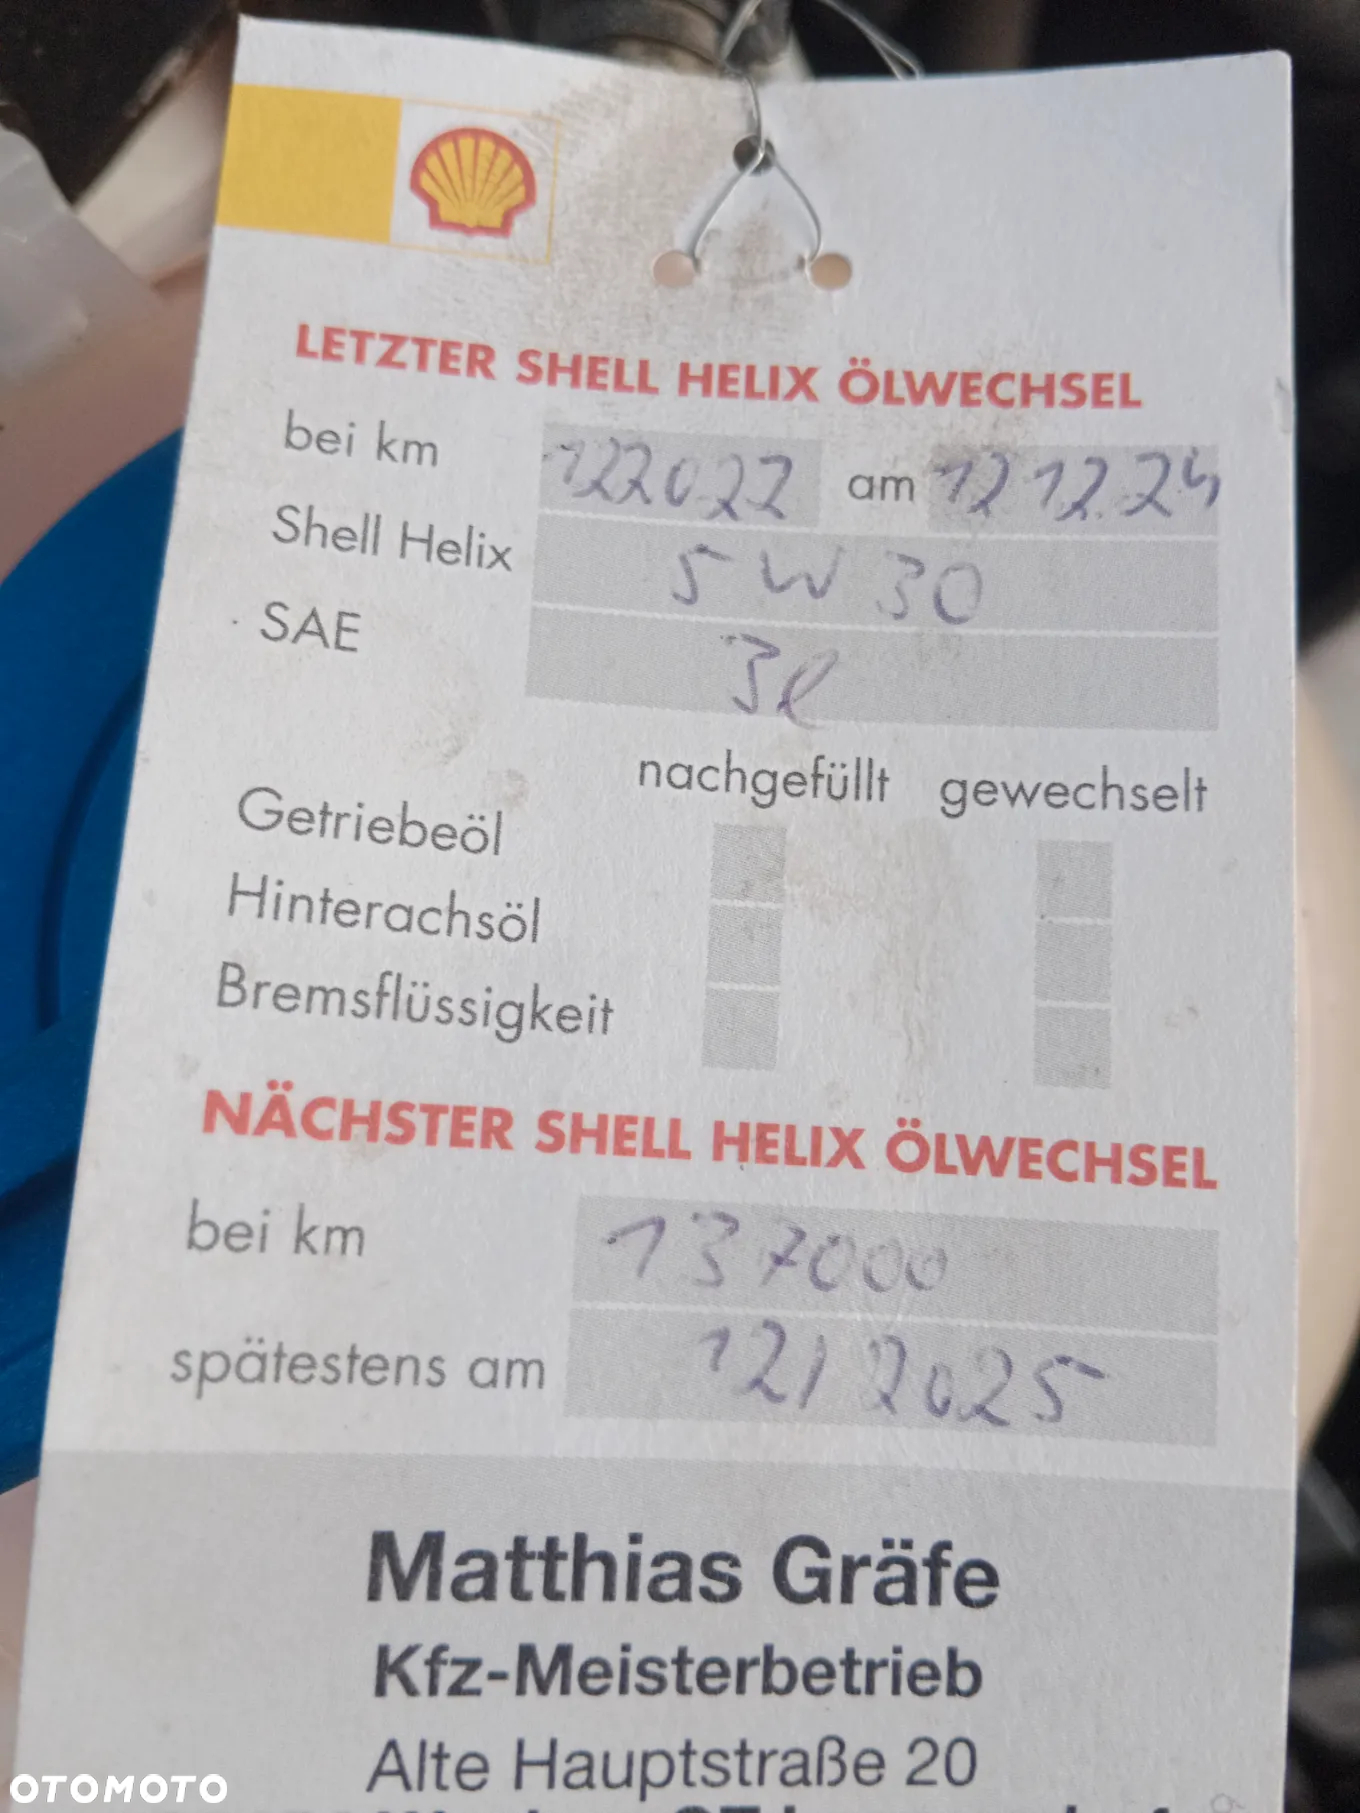 LETZTER SHELL HELIX ÖLWECHSEL
bei km 122022 am 12 12.24
Shell Helix 5W30
SAE 3l
nachgefüllt gewechselt
Getriebeöl
Hinterachsöl
Bremsflüssigkeit
NÄCHSTER SHELL HELIX ÖLWECHSEL
bei km 137000
spätestens am 12/2025
Matthias Gräfe
Kfz-Meisterbetrieb
Alte Hauptstraße 20
OTOMOTO